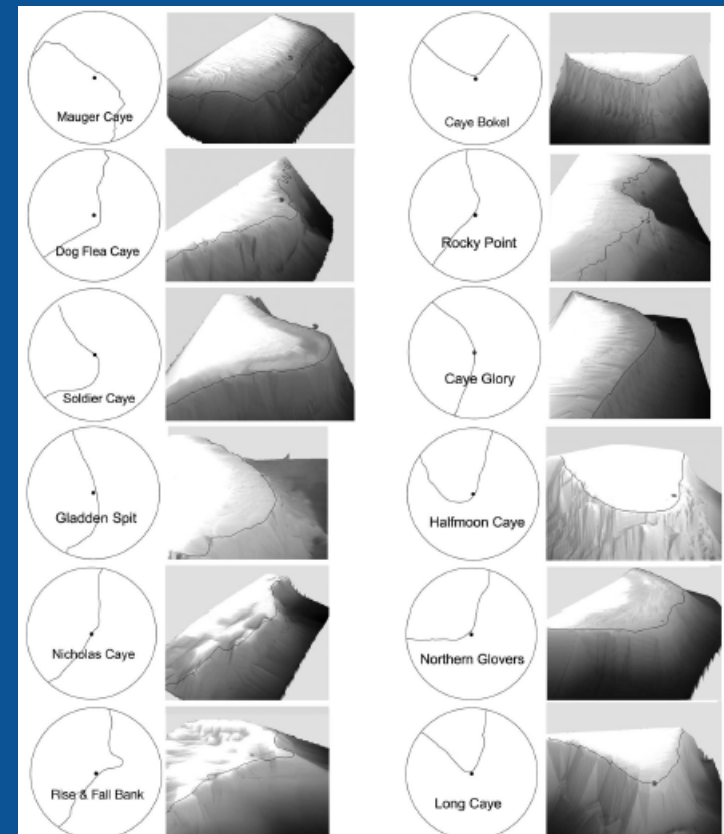 Mauger Caye
Caye Bokel
Dog Flea Caye
Rocky Point
Soldier Caye
Caye Glory
Gladden Spit
Halfmoon Caye
Nicholas Caye
Northern Glovers
Rise & Fall Bank
Long Caye